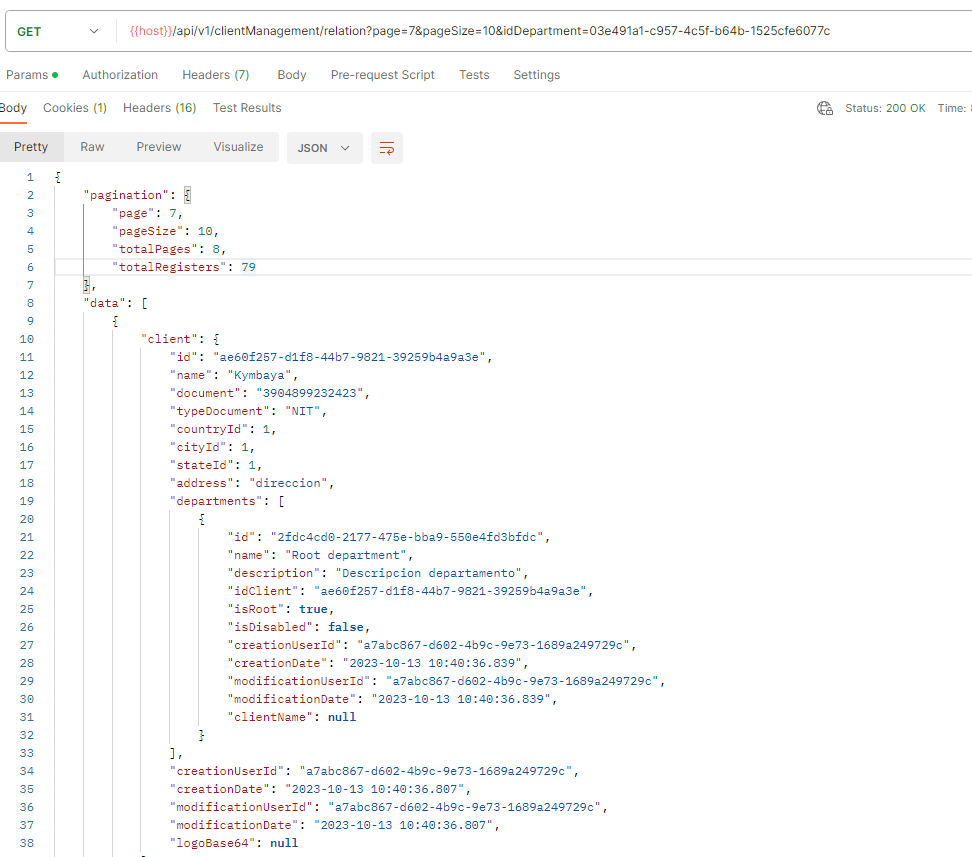 GET {{host}}/api/v1/clientManagement/relation?page=7&pageSize=10&idDepartment=03e491a1-c957-4c5f-b64b-1525cfe6077c
Params Authorization Headers (7) Body Pre-request Script Tests Settings
Body Cookies (1) Headers (16) Test Results Status: 200 OK Time:
Pretty Raw Preview Visualize JSON
1 {
2 "pagination": {
3 "page": 7,
4 "pageSize": 10,
5 "totalPages": 8,
6 "totalRegisters": 79
7 },
8 "data": [
9 {
10 "client": {
11 "id": "ae60f257-d1f8-44b7-9821-39259b4a9a3e",
12 "name": "Kymbaya",
13 "document": "3904899232423",
14 "typeDocument": "NIT",
15 "countryId": 1,
16 "cityId": 1,
17 "stateId": 1,
18 "address": "direccion",
19 "departments": [
20 {
21 "id": "2fdc4cd0-2177-475e-bba9-550e4fd3bfdc",
22 "name": "Root department",
23 "description": "Descripcion departamento",
24 "idClient": "ae60f257-d1f8-44b7-9821-39259b4a9a3e",
25 "isRoot": true,
26 "isDisabled": false,
27 "creationUserId": "a7abc867-d602-4b9c-9e73-1689a249729c",
28 "creationDate": "2023-10-13 10:40:36.839",
29 "modificationUserId": "a7abc867-d602-4b9c-9e73-1689a249729c",
30 "modificationDate": "2023-10-13 10:40:36.839",
31 "clientName": null
32 }
33 ],
34 "creationUserId": "a7abc867-d602-4b9c-9e73-1689a249729c",
35 "creationDate": "2023-10-13 10:40:36.807",
36 "modificationUserId": "a7abc867-d602-4b9c-9e73-1689a249729c",
37 "modificationDate": "2023-10-13 10:40:36.807",
38 "logoBase64": null